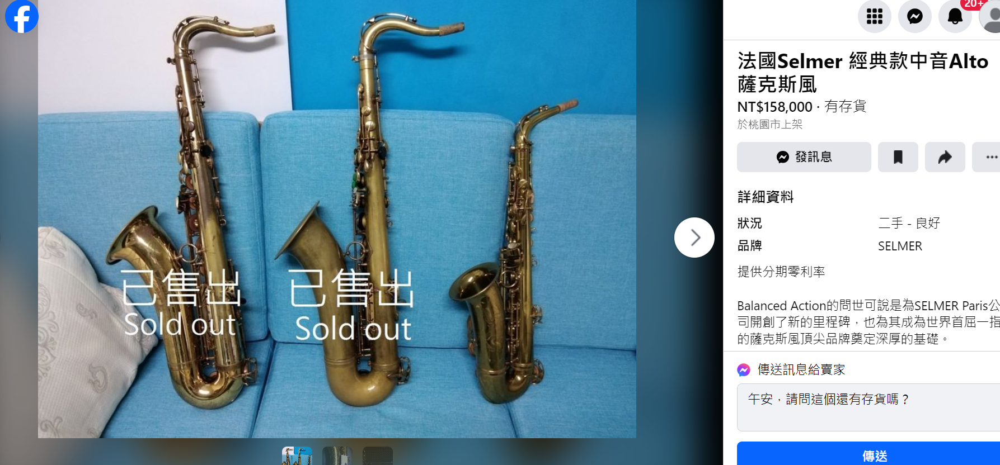 20+
法國Selmer 經典款中音Alto
薩克斯風
NT$158,000 · 有存貨
於桃園市上架
發訊息
詳細資料
狀況 二手 - 良好
品牌 SELMER
提供分期零利率
Balanced Action的問世可說是為SELMER Paris公
司開創了新的里程碑，也為其成為世界首屈一指
的薩克斯風頂尖品牌奠定深厚的基礎。
傳送訊息給賣家
午安，請問這個還有存貨嗎？
傳送
已售出
Sold out
已售出
Sold out